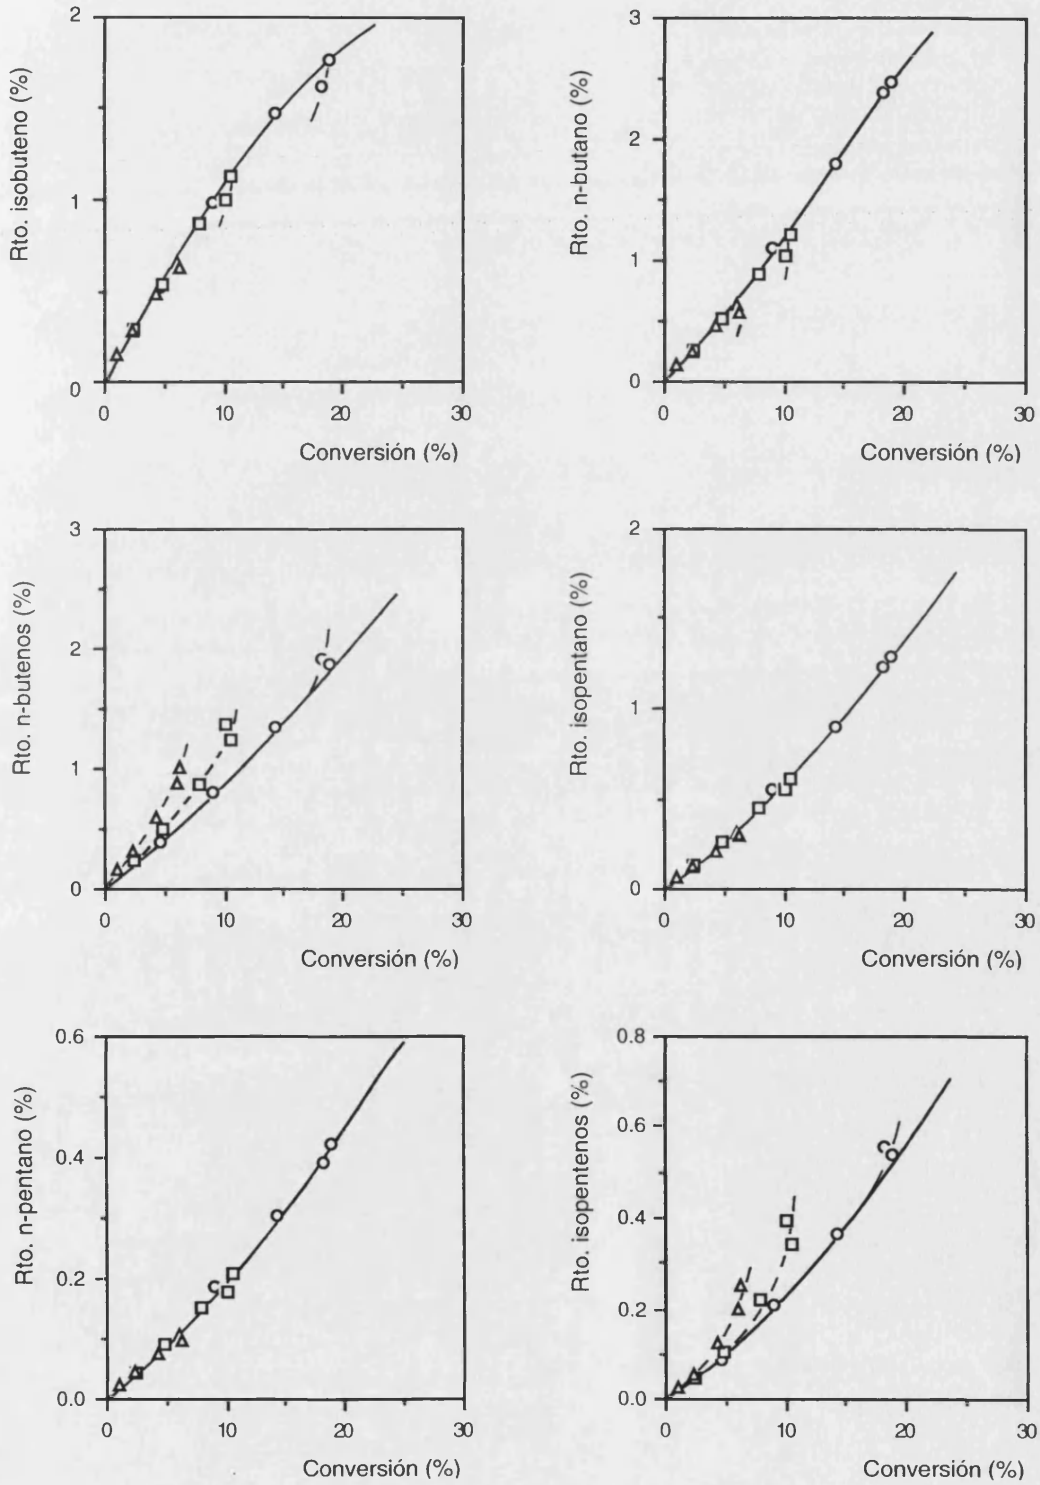 2
1
0
Rto. isobuteno (%)
0 10 20 30
Conversión (%)
3
2
1
0
Rto. n-butano (%)
0 10 20 30
Conversión (%)
3
2
1
0
Rto. n-butenos (%)
0 10 20 30
Conversión (%)
2
1
0
Rto. isopentano (%)
0 10 20 30
Conversión (%)
0.6
0.4
0.2
0.0
Rto. n-pentano (%)
0 10 20 30
Conversión (%)
0.8
0.6
0.4
0.2
0.0
Rto. isopentenos (%)
0 10 20 30
Conversión (%)